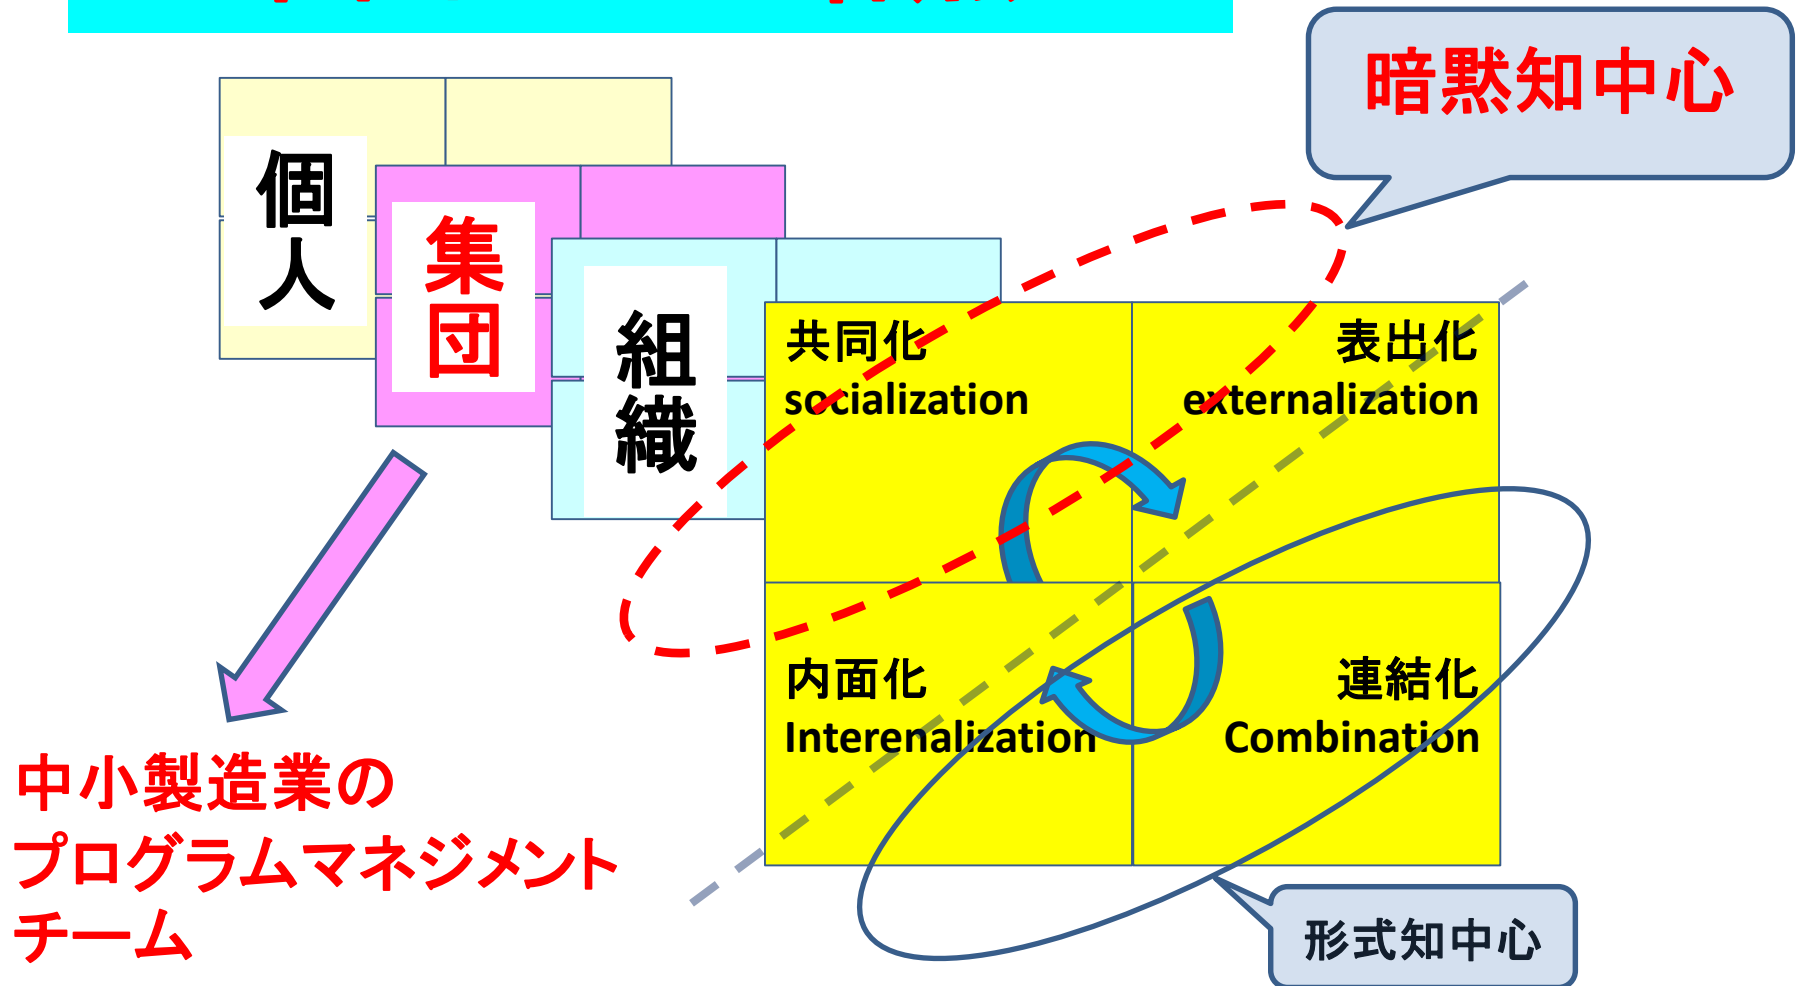 暗黙知中心
個人
集団
組織
共同化
socialization
表出化
externalization
内面化
Interenalization
連結化
Combination
中小製造業の
プログラムマネジメント
チーム
形式知中心